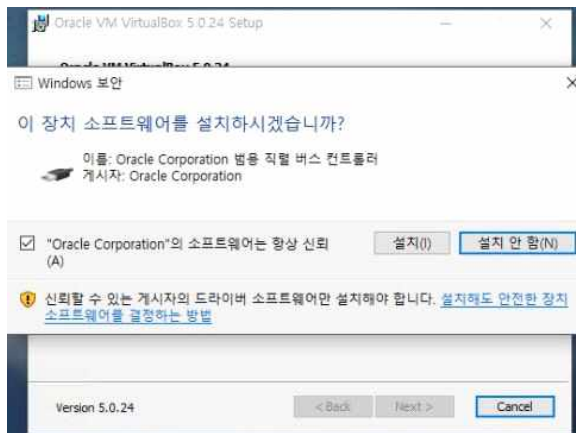 Oracle VM VirtualBox 5.0.24 Setup
Oracle VM VirtualBox 5.0.24
Windows 보안
이 장치 소프트웨어를 설치하시겠습니까?
이름: Oracle Corporation 범용 직렬 버스 컨트롤러
게시자: Oracle Corporation
"Oracle Corporation"의 소프트웨어는 항상 신뢰
(A)
설치(I)
설치 안 함(N)
신뢰할 수 있는 게시자의 드라이버 소프트웨어만 설치해야 합니다. 설치해도 안전한 장치
소프트웨어를 결정하는 방법
Version 5.0.24
< Back
Next >
Cancel